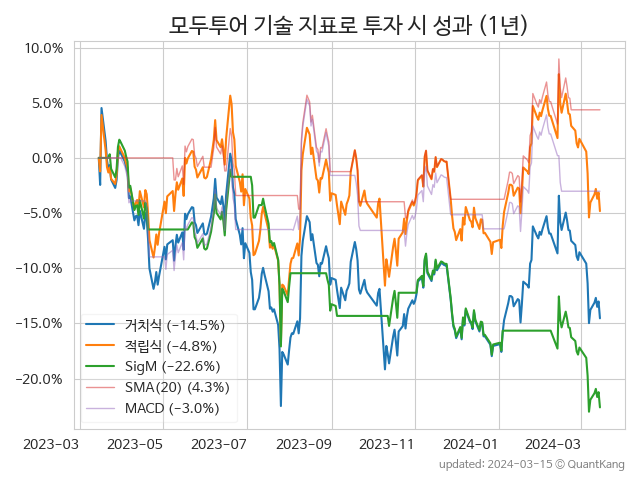 모두투어 기술 지표로 투자 시 성과 (1년)
10.0%
5.0%
0.0%
−5.0%
−10.0%
−15.0%
−20.0%
거치식 (−14.5%)
적립식 (−4.8%)
SigM (−22.6%)
SMA(20) (4.3%)
MACD (−3.0%)
2023-03 2023-05 2023-07 2023-09 2023-11 2024-01 2024-03
updated: 2024-03-15 ⓒ QuantKang